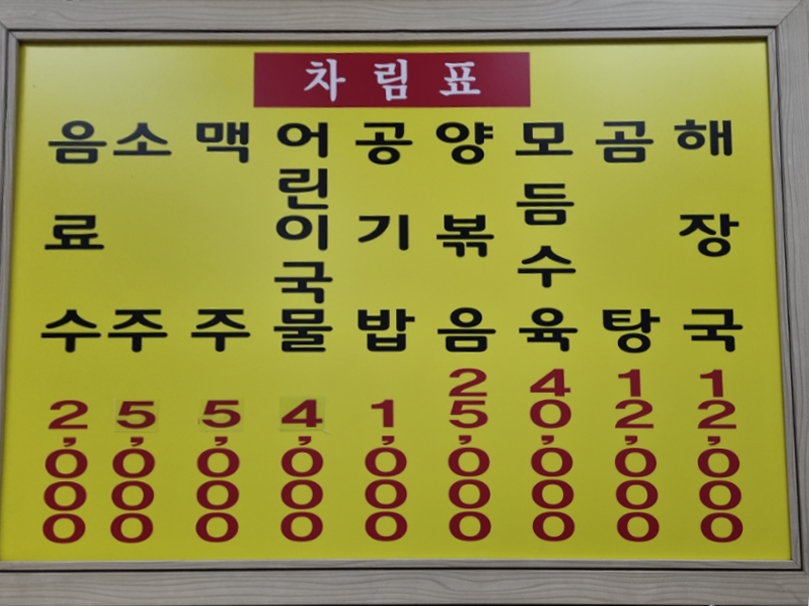 차림표
해장국 12,000
곰탕 12,000
모듬수육 40,000
양볶음 25,000
공기밥 1,000
어린이국물 4,000
맥주 5,000
소주 5,000
음료수 2,000